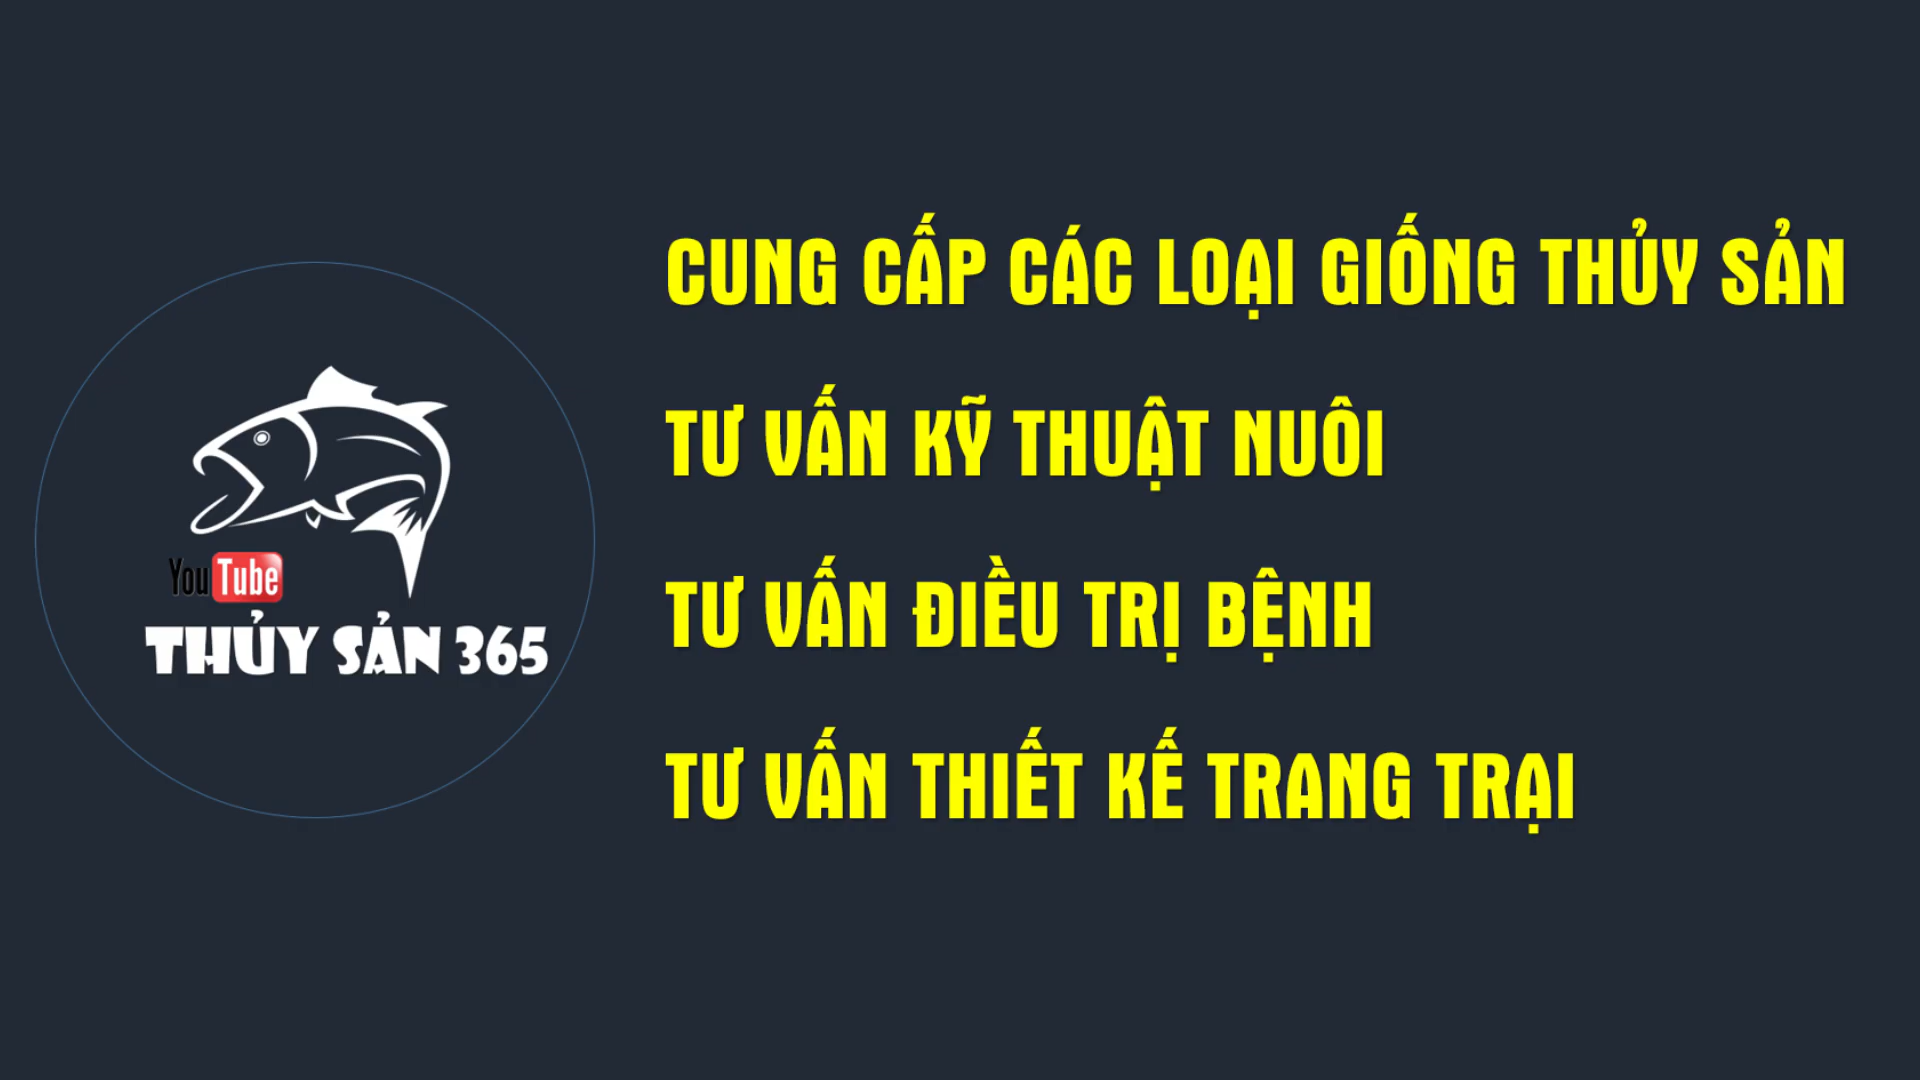 YouTube
THỦY SẢN 365
CUNG CẤP CÁC LOẠI GIỐNG THỦY SẢN
TƯ VẤN KỸ THUẬT NUÔI
TƯ VẤN ĐIỀU TRỊ BỆNH
TƯ VẤN THIẾT KẾ TRANG TRẠI